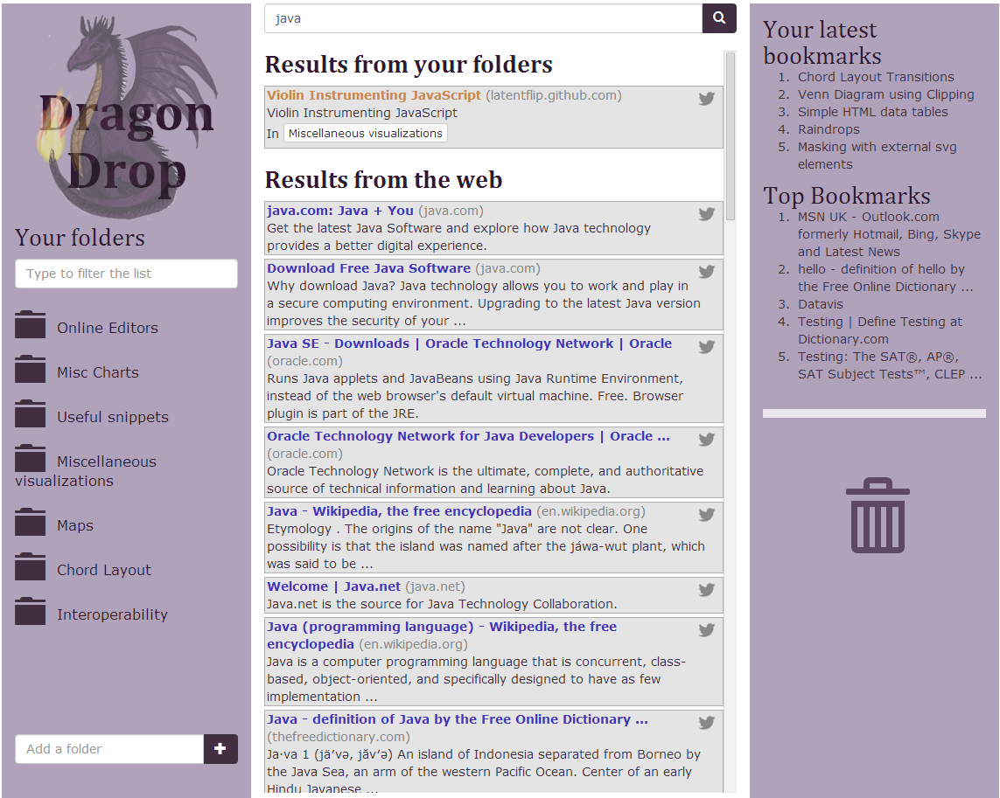 Dragon
Drop
Your folders
Type to filter the list
Online Editors
Misc Charts
Useful snippets
Miscellaneous
visualizations
Maps
Chord Layout
Interoperability
Add a folder
java
Results from your folders
Violin Instrumenting JavaScript (latentflip.github.com)
Violin Instrumenting JavaScript
In Miscellaneous visualizations
Results from the web
java.com: Java + You (java.com)
Get the latest Java Software and explore how Java technology
provides a better digital experience.
Download Free Java Software (java.com)
Why download Java? Java technology allows you to work and play in
a secure computing environment. Upgrading to the latest Java version
improves the security of your ...
Java SE - Downloads | Oracle Technology Network | Oracle
(oracle.com)
Runs Java applets and JavaBeans using Java Runtime Environment,
instead of the web browser's default virtual machine. Free. Browser
plugin is part of the JRE.
Oracle Technology Network for Java Developers | Oracle ...
(oracle.com)
Oracle Technology Network is the ultimate, complete, and authoritative
source of technical information and learning about Java.
Java - Wikipedia, the free encyclopedia (en.wikipedia.org)
Etymology . The origins of the name "Java" are not clear. One
possibility is that the island was named after the jáwa-wut plant, which
was said to be ...
Welcome | Java.net (java.net)
Java.net is the source for Java Technology Collaboration.
Java (programming language) - Wikipedia, the free
encyclopedia (en.wikipedia.org)
Java is a computer programming language that is concurrent, class-
based, object-oriented, and specifically designed to have as few
implementation ...
Java - definition of Java by the Free Online Dictionary ...
(thefreedictionary.com)
Ja·va 1 (jä′və, jăv′ə) An island of Indonesia separated from Borneo by
the Java Sea, an arm of the western Pacific Ocean. Center of an early
Hindu Javanese ...
Your latest
bookmarks
1. Chord Layout Transitions
2. Venn Diagram using Clipping
3. Simple HTML data tables
4. Raindrops
5. Masking with external svg
elements
Top Bookmarks
1. MSN UK - Outlook.com
formerly Hotmail, Bing, Skype
and Latest News
2. hello - definition of hello by
the Free Online Dictionary ...
3. Datavis
4. Testing | Define Testing at
Dictionary.com
5. Testing: The SAT®, AP®,
SAT Subject Tests™, CLEP ...